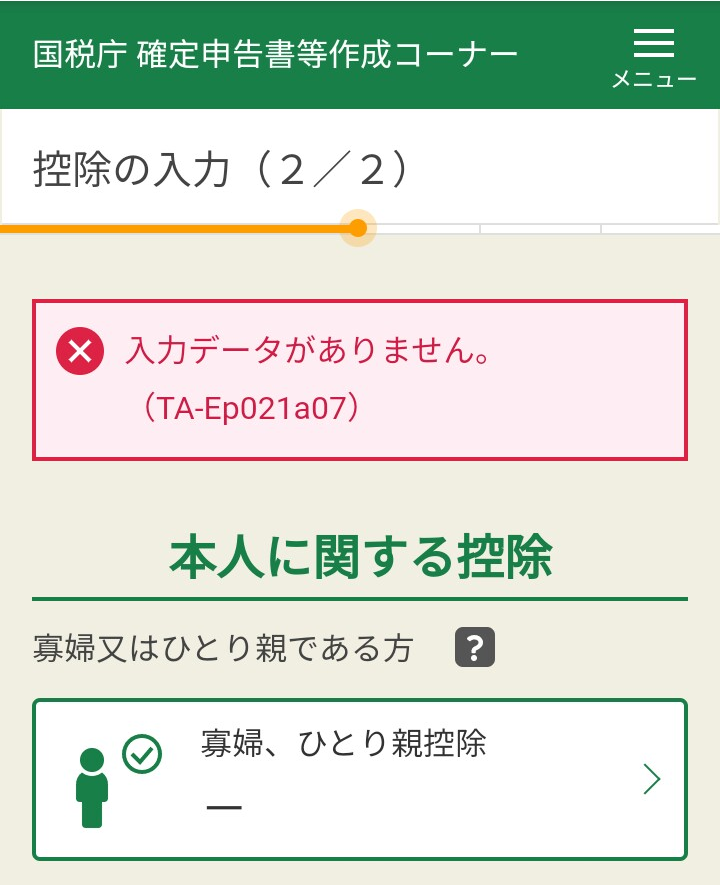 国税庁 確定申告書等作成コーナー
メニュー
控除の入力（２／２）
入力データがありません。
（TA-Ep021a07）
本人に関する控除
寡婦又はひとり親である方 ?
寡婦、ひとり親控除
―